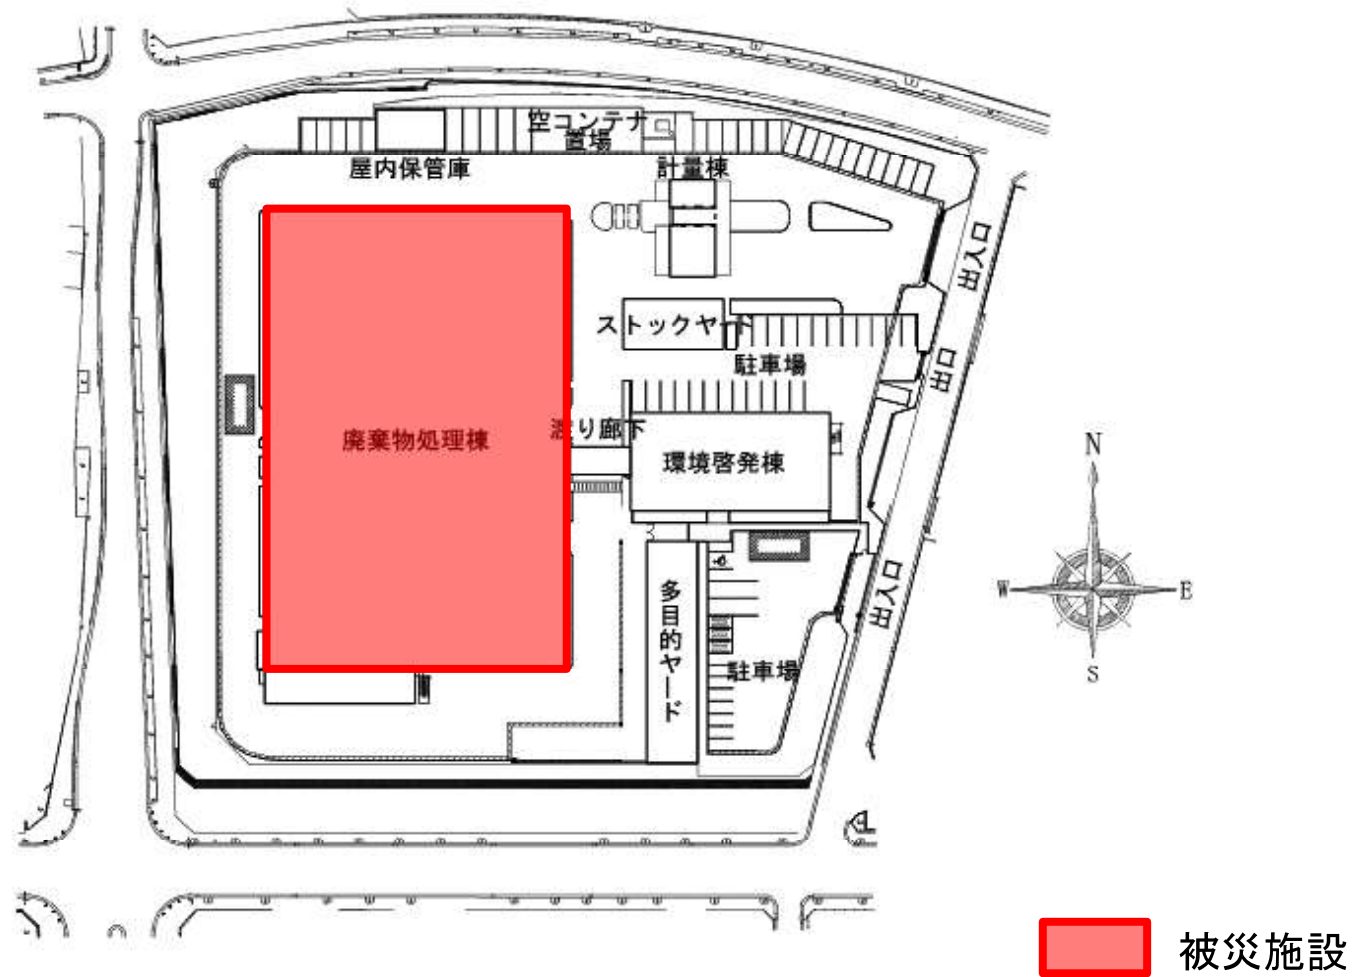 空コンテナ
置場
屋内保管庫
計量棟
出入口
ストックヤード
駐車場
出口
廃棄物処理棟
渡り廊下
環境啓発棟
N
W
E
S
出入口
多目的ヤード
駐車場
被災施設